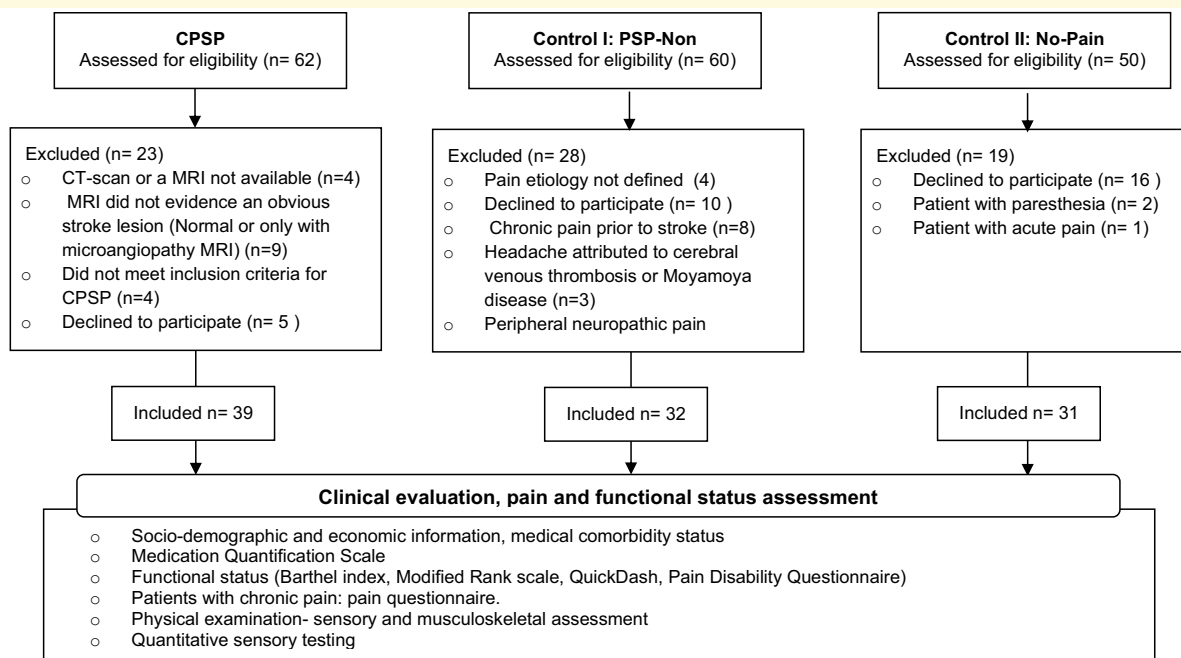 CPSP
Assessed for eligibility (n= 62)
Control I: PSP-Non
Assessed for eligibility (n= 60)
Control II: No-Pain
Assessed for eligibility (n= 50)
Excluded (n= 23)
o CT-scan or a MRI not available (n=4)
o MRI did not evidence an obvious
stroke lesion (Normal or only with
microangiopathy MRI) (n=9)
o Did not meet inclusion criteria for
CPSP (n=4)
o Declined to participate (n= 5 )
Excluded (n= 28)
o Pain etiology not defined (4)
o Declined to participate (n= 10 )
o Chronic pain prior to stroke (n=8)
o Headache attributed to cerebral
venous thrombosis or Moyamoya
disease (n=3)
o Peripheral neuropathic pain
Excluded (n= 19)
o Declined to participate (n= 16 )
o Patient with paresthesia (n= 2)
o Patient with acute pain (n= 1)
Included n= 39
Included n= 32
Included n= 31
Clinical evaluation, pain and functional status assessment
o Socio-demographic and economic information, medical comorbidity status
o Medication Quantification Scale
o Functional status (Barthel index, Modified Rank scale, QuickDash, Pain Disability Questionnaire)
o Patients with chronic pain: pain questionnaire.
o Physical examination- sensory and musculoskeletal assessment
o Quantitative sensory testing